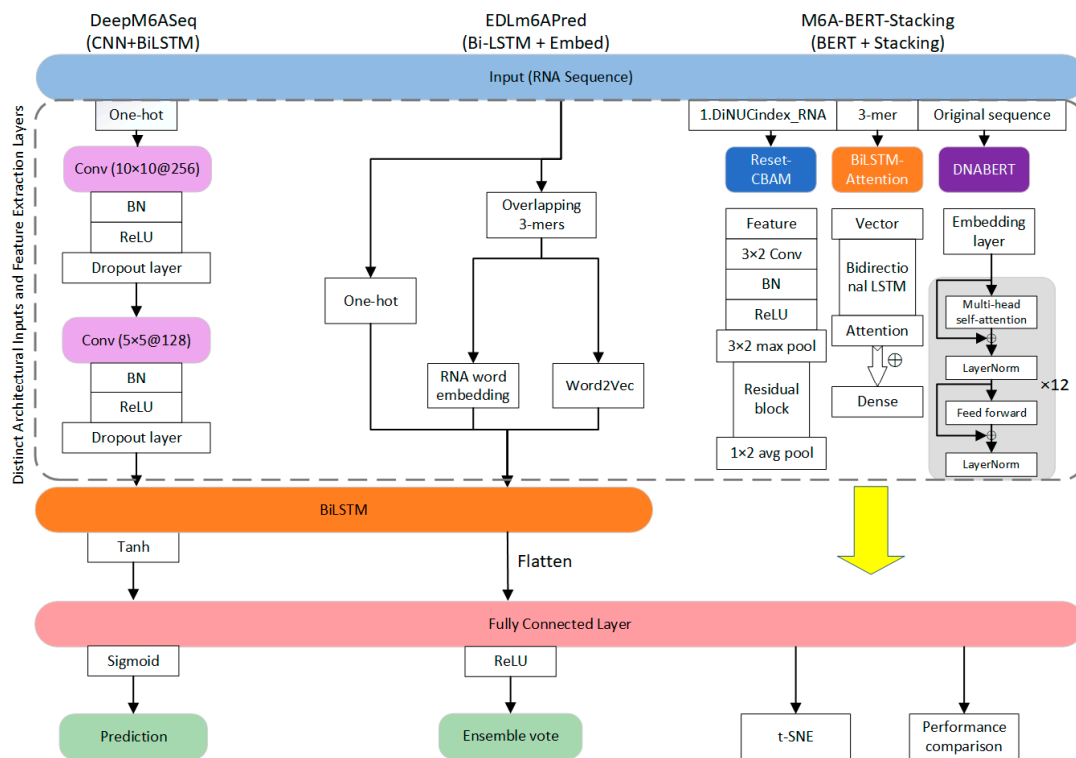 DeepM6ASeq
(CNN+BiLSTM)
EDLm6APred
(Bi-LSTM + Embed)
M6A-BERT-Stacking
(BERT + Stacking)
Input (RNA Sequence)
Distinct Architectural Inputs and Feature Extraction Layers
One-hot
Conv (10×10@256)
BN
ReLU
Dropout layer
Conv (5×5@128)
BN
ReLU
Dropout layer
Overlapping
3-mers
One-hot
RNA word
embedding
Word2Vec
1.DiNUCindex_RNA
3-mer
Original sequence
Reset-
CBAM
BiLSTM-
Attention
DNABERT
Feature
3×2 Conv
BN
ReLU
3×2 max pool
Residual
block
1×2 avg pool
Vector
Bidirectio
nal LSTM
Attention
Dense
Embedding
layer
Multi-head
self-attention
LayerNorm
Feed forward
LayerNorm
×12
BiLSTM
Tanh
Flatten
Fully Connected Layer
Sigmoid
ReLU
Prediction
Ensemble vote
t-SNE
Performance
comparison